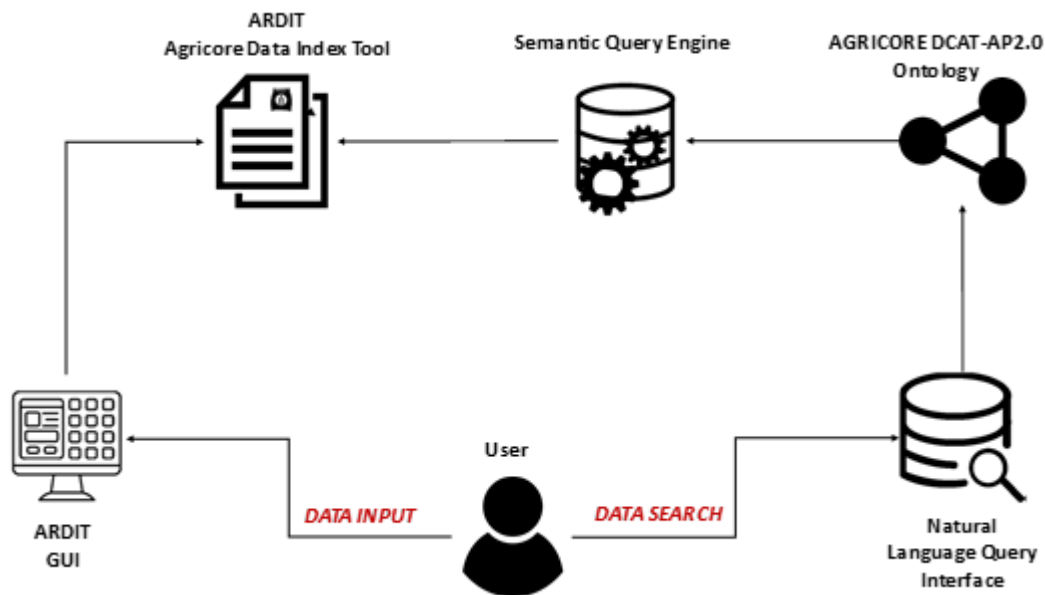 ARDIT
Agricore Data Index Tool
Semantic Query Engine
AGRICORE DCAT-AP2.0
Ontology
User
DATA INPUT
DATA SEARCH
ARDIT
GUI
Natural
Language Query
Interface